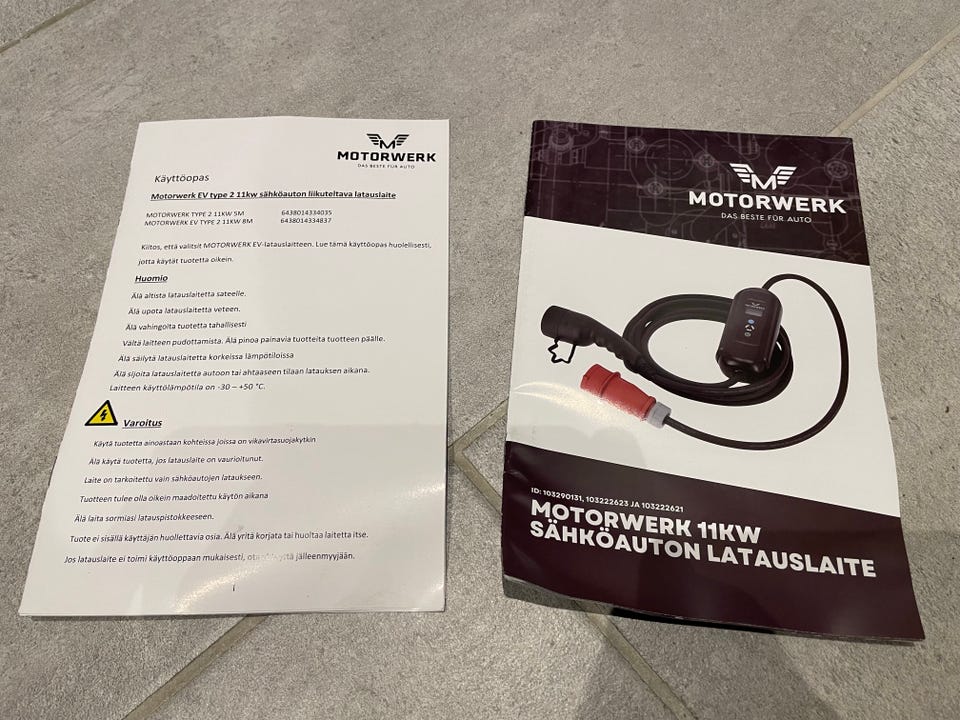 MOTORWERK
DAS BESTE FÜR AUTO
Käyttöopas
Motorwerk EV type 2 11kw sähköauton liikuteltava latauslaite
MOTORWERK TYPE 2 11KW 5M 6438014334035
MOTORWERK EV TYPE 2 11KW 8M 6438014334837
Kiitos, että valitsit MOTORWERK EV-latauslaitteen. Lue tämä käyttöopas huolellisesti,
jotta käytät tuotetta oikein.
Huomio
Älä altista latauslaitetta sateelle.
Älä upota latauslaitetta veteen.
Älä vahingoita tuotetta tahallisesti
Vältä laitteen pudottamista. Älä pinoa painavia tuotteita tuotteen päälle.
Älä säilytä latauslaitetta korkeissa lämpötiloissa
Älä sijoita latauslaitetta autoon tai ahtaaseen tilaan latauksen aikana.
Laitteen käyttölämpötila on -30 – +50 °C.
Varoitus
Käytä tuotetta ainoastaan kohteissa joissa on vikavirtasuojakytkin
Älä käytä tuotetta, jos latauslaite on vaurioitunut.
Laite on tarkoitettu vain sähköautojen lataukseen.
Tuotteen tulee olla oikein maadoitettu käytön aikana
Älä laita sormiasi latauspistokkeeseen.
Tuote ei sisällä käyttäjän huollettavia osia. Älä yritä korjata tai huoltaa laitetta itse.
Jos latauslaite ei toimi käyttöoppaan mukaisesti, ota jälleenmyyjään.
MOTORWERK
DAS BESTE FÜR AUTO
MOTORWERK
ID: 103290131, 103222623 JA 103222621
MOTORWERK 11KW
SÄHKÖAUTON LATAUSLAITE